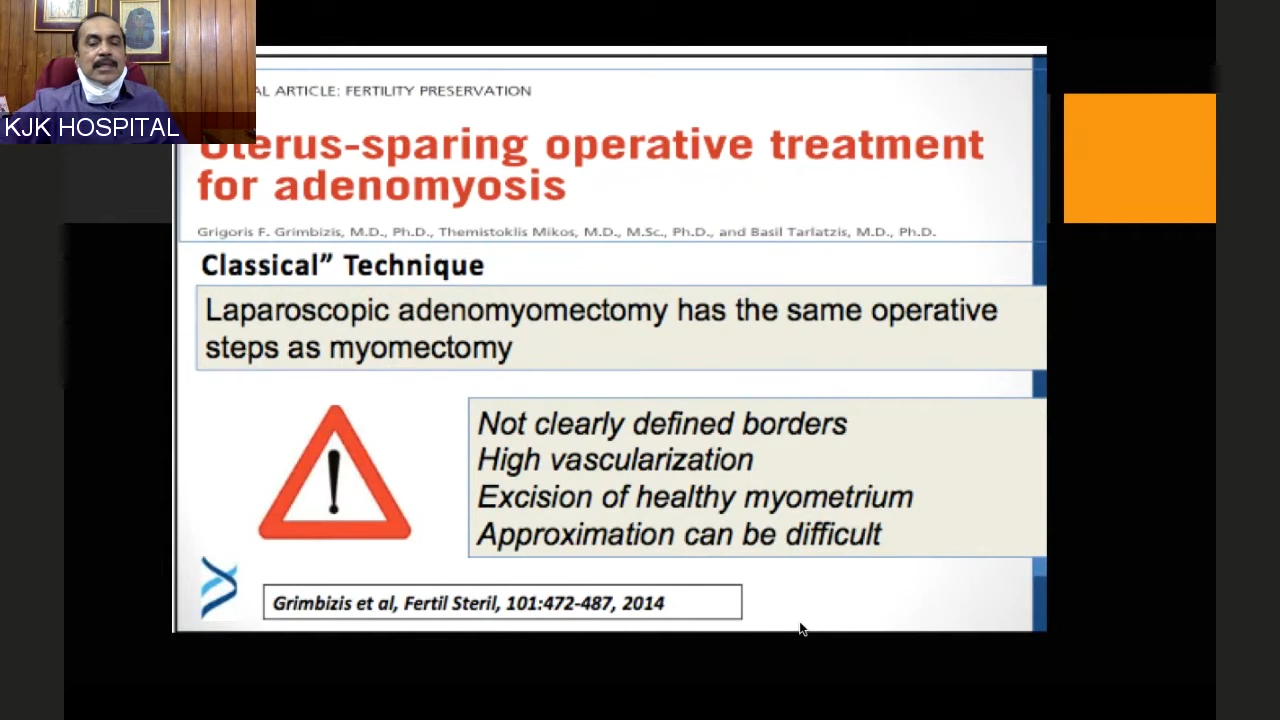 KJK HOSPITAL
AL ARTICLE: FERTILITY PRESERVATION
Uterus-sparing operative treatment
for adenomyosis
Grigoris F. Grimbizis, M.D., Ph.D., Themistoklis Mikos, M.D., M.Sc., Ph.D., and Basil Tarlatzis, M.D., Ph.D.
Classical” Technique
Laparoscopic adenomyomectomy has the same operative
steps as myomectomy
Not clearly defined borders
High vascularization
Excision of healthy myometrium
Approximation can be difficult
Grimbizis et al, Fertil Steril, 101:472-487, 2014